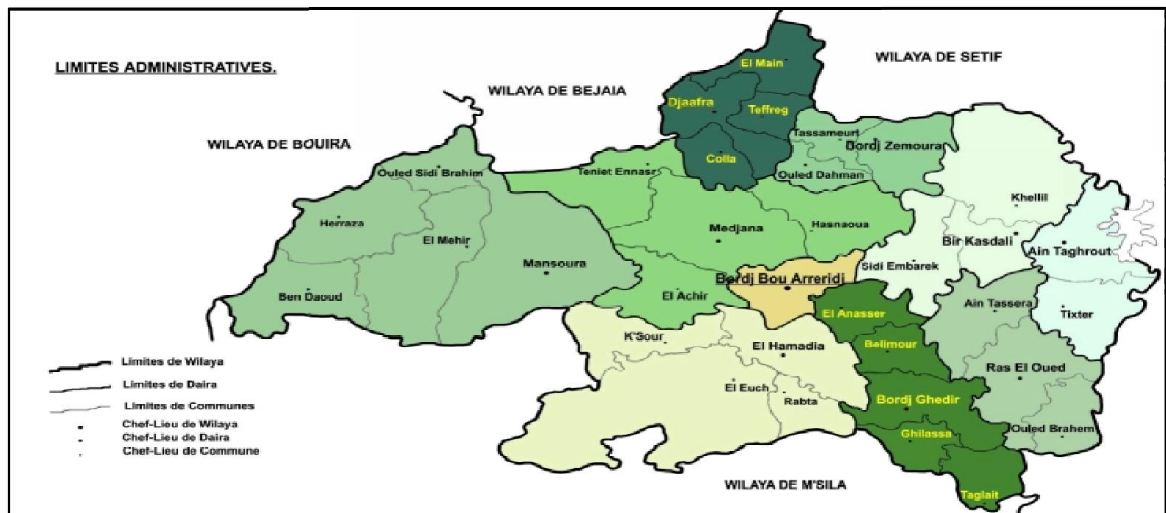 LIMITES ADMINISTRATIVES.
WILAYA DE SETIF
WILAYA DE BEJAIA
WILAYA DE BOUIRA
El Main
Djaafra
Teffreg
Colla
Tassameurt
Bordj Zemoura
Ouled Dahman
Teniet Ennasr
Ouled Sidi Brahim
Herraza
El Mehir
Mansoura
Ben Daoud
Medjana
Hasnaoua
El Achir
Khellil
Bir Kasdali
Sidi Embarek
Ain Taghrout
Tixter
Bordj Bou Arreridj
El Anasser
Belimour
Ain Tassera
Ras El Oued
Ouled Brahem
K'Sour
El Hamadia
El Euch
Rabta
Bordj Ghedir
Ghilassa
Taglait
WILAYA DE M'SILA
Limites de Wilaya
Limites de Daira
Limites de Communes
Chef-Lieu de Wilaya
Chef-Lieu de Daira
Chef-Lieu de Commune